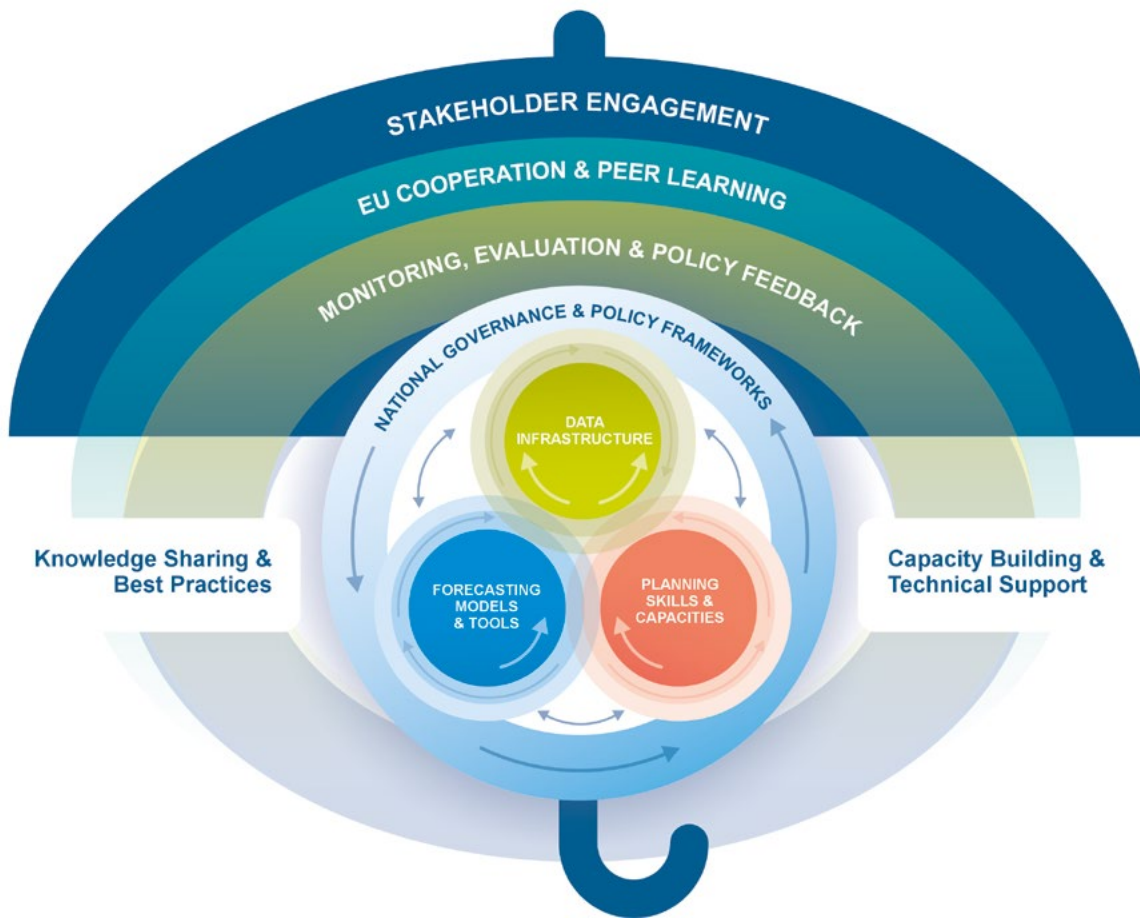 STAKEHOLDER ENGAGEMENT
EU COOPERATION & PEER LEARNING
MONITORING, EVALUATION & POLICY FEEDBACK
NATIONAL GOVERNANCE & POLICY FRAMEWORKS
DATA
INFRASTRUCTURE
Knowledge Sharing &
Best Practices
FORECASTING
MODELS
& TOOLS
PLANNING
SKILLS &
CAPACITIES
Capacity Building &
Technical Support